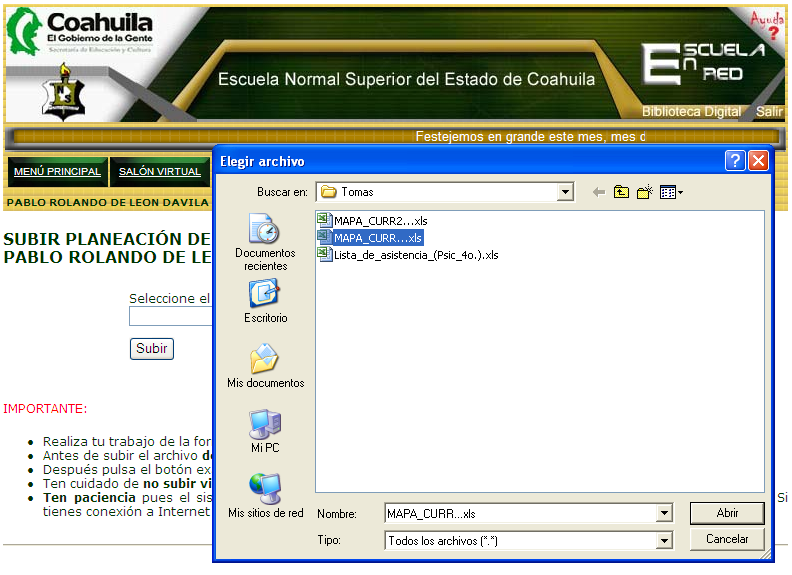 Coahuila
El Gobierno de la Gente
Secretaría de Educación y Cultura
Ayuda
?
Escuela Normal Superior del Estado de Coahuila
ESCUELA
EN
RED
Biblioteca Digital Salir
Festejemos en grande este mes, mes d
MENÚ PRINCIPAL SALÓN VIRTUAL
PABLO ROLANDO DE LEON DAVILA
SUBIR PLANEACIÓN DE
PABLO ROLANDO DE LE
Seleccione el
Subir
IMPORTANTE:
Realiza tu trabajo de la for
Antes de subir el archivo
Después pulsa el botón ex
Ten cuidado de no subir vi
Ten paciencia pues el sis
Si
tienes conexión a Internet
Elegir archivo
Buscar en: Tomas
Documentos
recientes
Escritorio
Mis documentos
Mi PC
Mis sitios de red
MAPA_CURR2...xls
MAPA_CURR...xls
Lista_de_asistencia_(Psic_4o.).xls
Nombre: MAPA_CURR...xls Abrir
Tipo: Todos los archivos (*.*) Cancelar